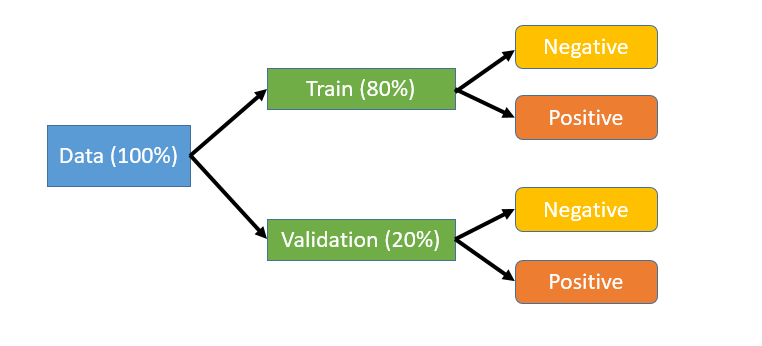 Data (100%)
Train (80%)
Negative
Positive
Validation (20%)
Negative
Positive